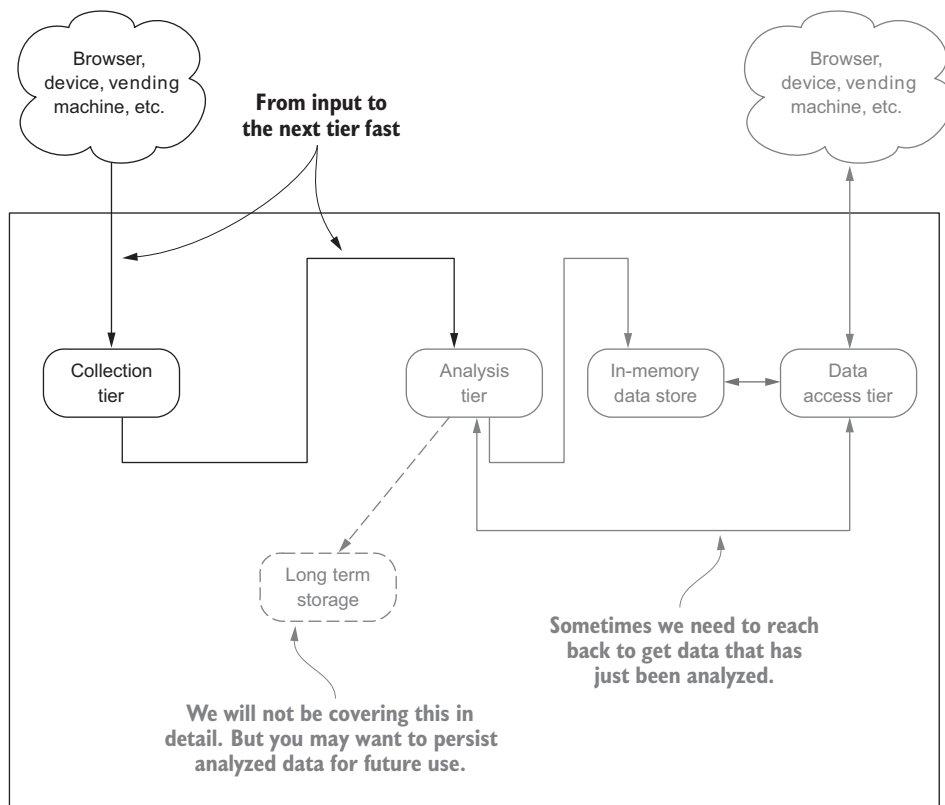 Browser,
device, vending
machine, etc.
Browser,
device, vending
machine, etc.
From input to
the next tier fast
Collection
tier
Analysis
tier
In-memory
data store
Data
access tier
Long term
storage
Sometimes we need to reach
back to get data that has
just been analyzed.
We will not be covering this in
detail. But you may want to persist
analyzed data for future use.